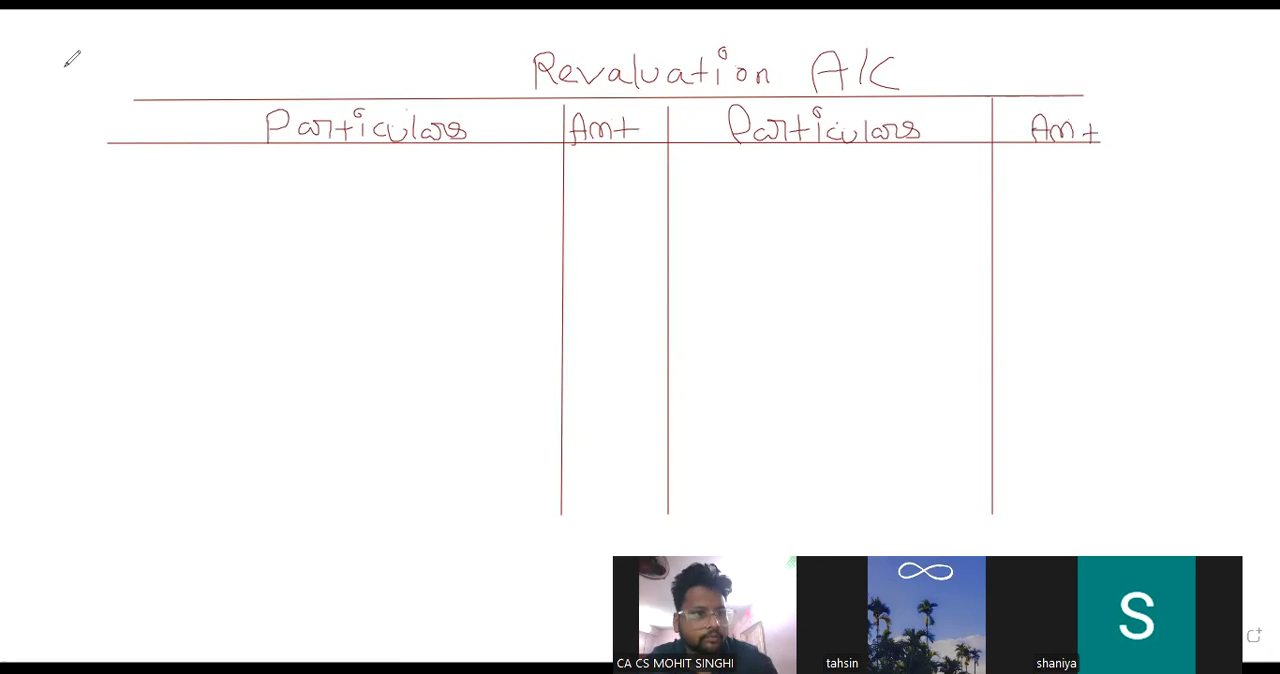 Revaluation A/C
Particulars Amt Particulars Amt
S
CA CS MOHIT SINGHI tahsin shaniya